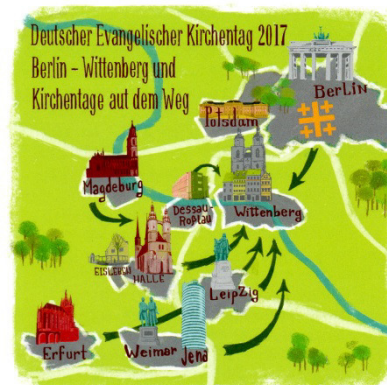 Deutscher Evangelischer Kirchentag 2017
Berlin - Wittenberg und
Kirchentage auf dem Weg
Berlin
Potsdam
Magdeburg
Dessau-
Roßlau
Wittenberg
EISLEBEN
HALLE
Leipzig
Erfurt
Weimar
Jena